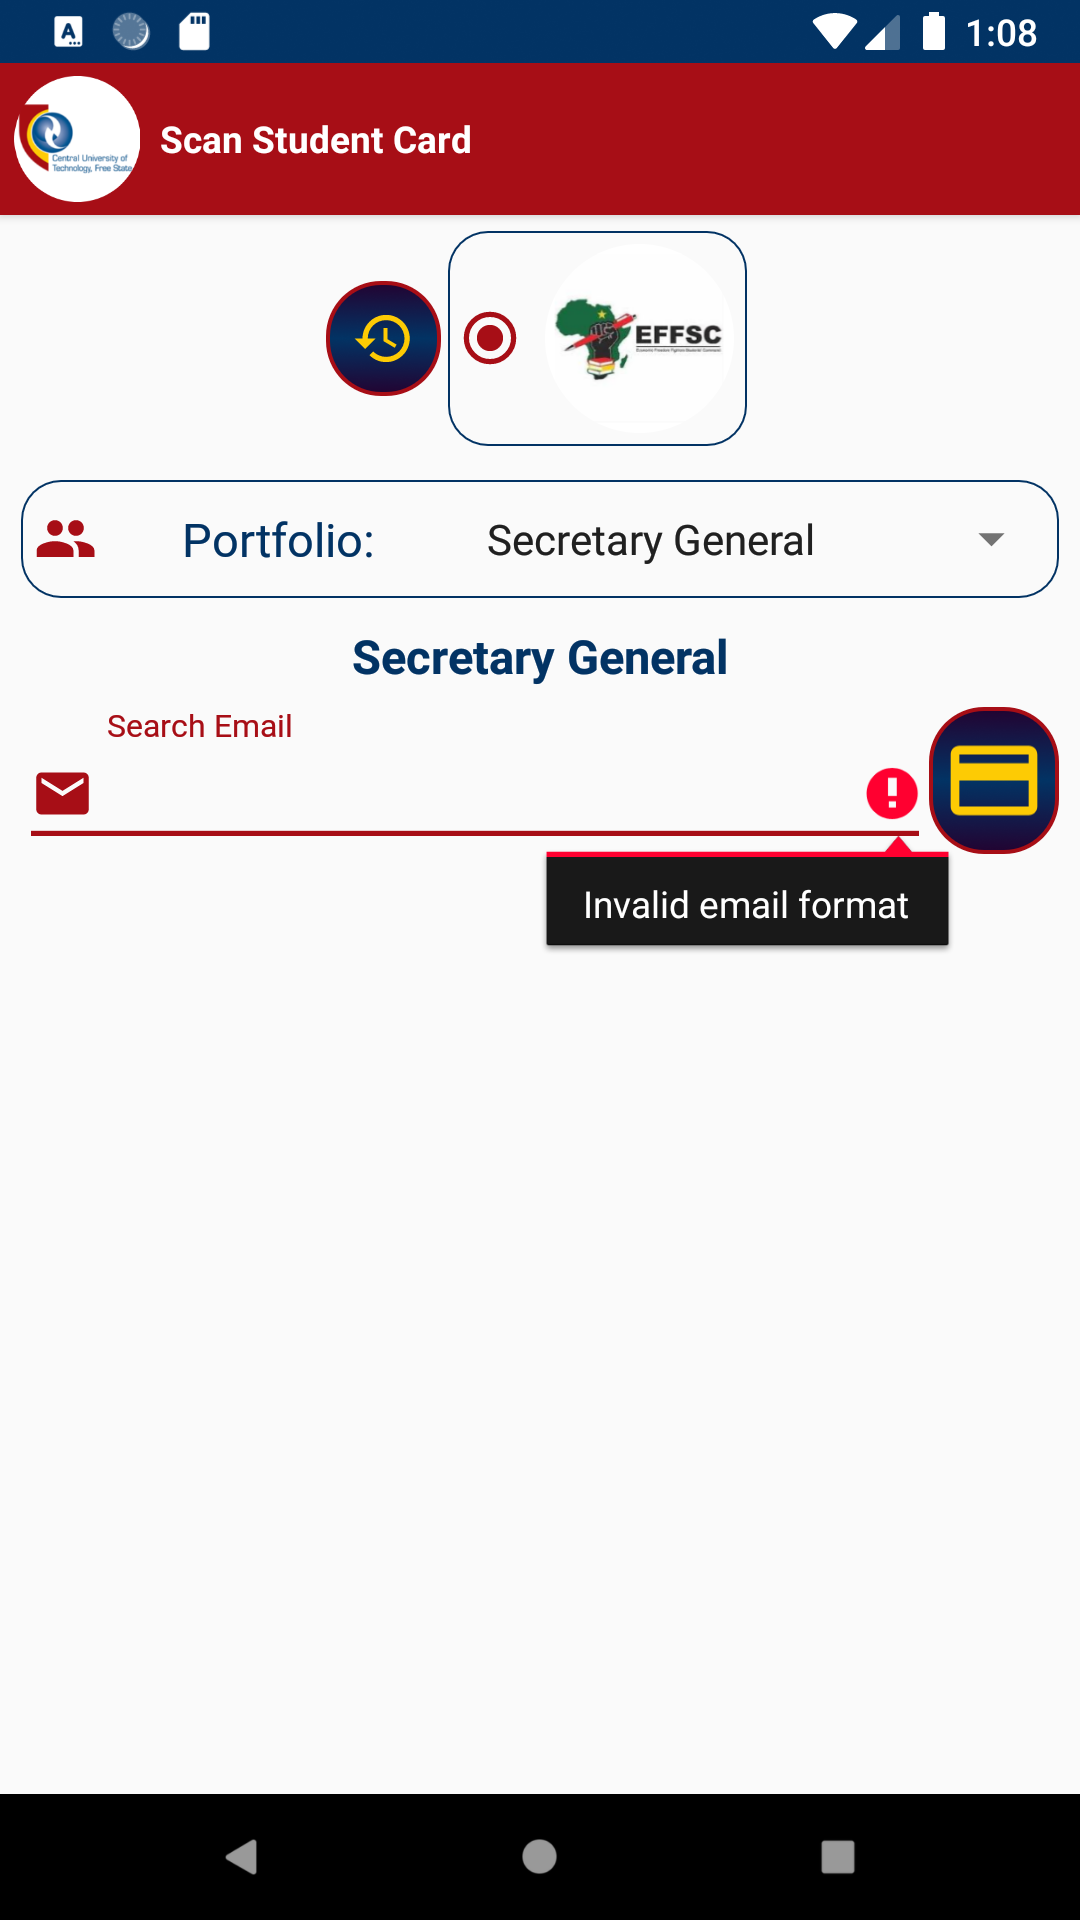 A
1:08
Central University of
Technology, Free State
Scan Student Card
EFFSC
Portfolio:
Secretary General
Secretary General
Search Email
Invalid email format